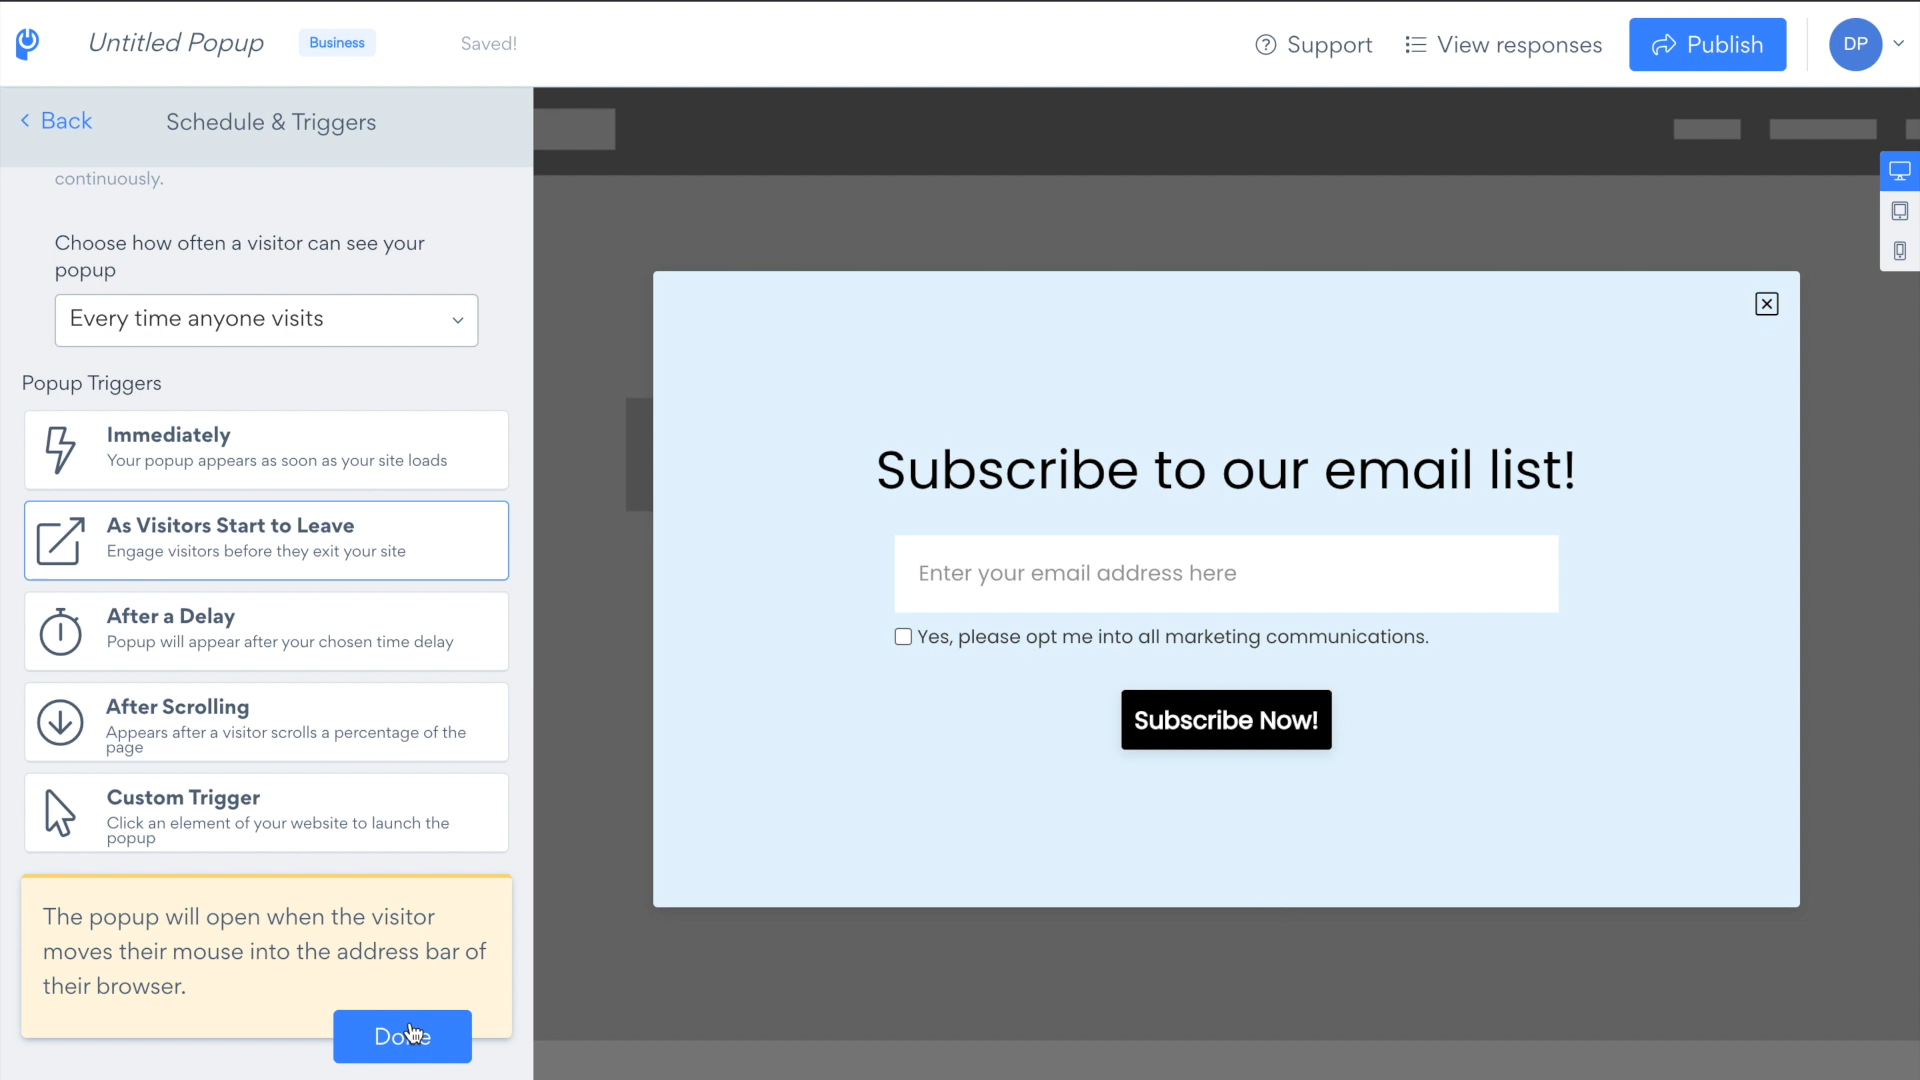 Untitled Popup
Business
Saved!
Support
View responses
Publish
DP
Back
Schedule & Triggers
continuously.
Choose how often a visitor can see your
popup
Every time anyone visits
Popup Triggers
Immediately
Your popup appears as soon as your site loads
As Visitors Start to Leave
Engage visitors before they exit your site
After a Delay
Popup will appear after your chosen time delay
After Scrolling
Appears after a visitor scrolls a percentage of the
page
Custom Trigger
Click an element of your website to launch the
popup
The popup will open when the visitor
moves their mouse into the address bar of
their browser.
Done
Subscribe to our email list!
Enter your email address here
Yes, please opt me into all marketing communications.
Subscribe Now!